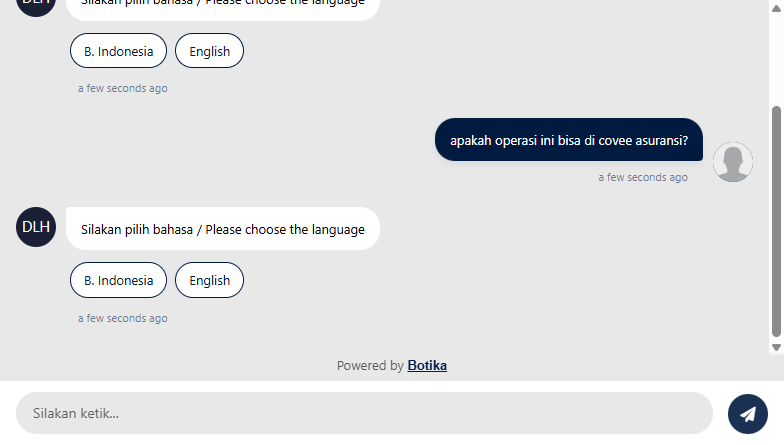 DLH
Silakan pilih bahasa / Please choose the language
B. Indonesia
English
a few seconds ago
apakah operasi ini bisa di covee asuransi?
a few seconds ago
DLH
Silakan pilih bahasa / Please choose the language
B. Indonesia
English
a few seconds ago
Powered by Botika
Silakan ketik...